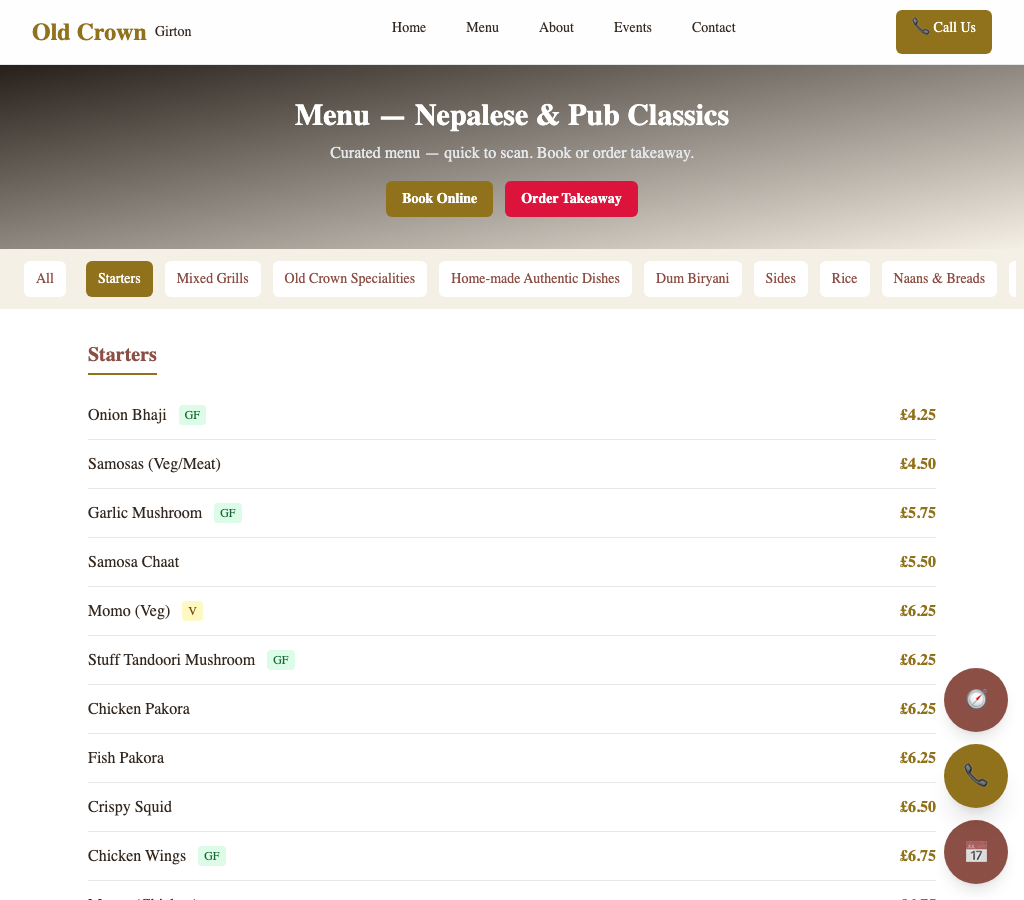 Old Crown Girton
Home Menu About Events Contact
📞 Call Us
Menu — Nepalese & Pub Classics
Curated menu — quick to scan. Book or order takeaway.
Book Online Order Takeaway
All Starters Mixed Grills Old Crown Specialities Home-made Authentic Dishes Dum Biryani Sides Rice Naans & Breads
Starters
Onion Bhaji GF £4.25
Samosas (Veg/Meat) £4.50
Garlic Mushroom GF £5.75
Samosa Chaat £5.50
Momo (Veg) V £6.25
Stuff Tandoori Mushroom GF £6.25
Chicken Pakora £6.25
Fish Pakora £6.25
Crispy Squid £6.50
Chicken Wings GF £6.75
17